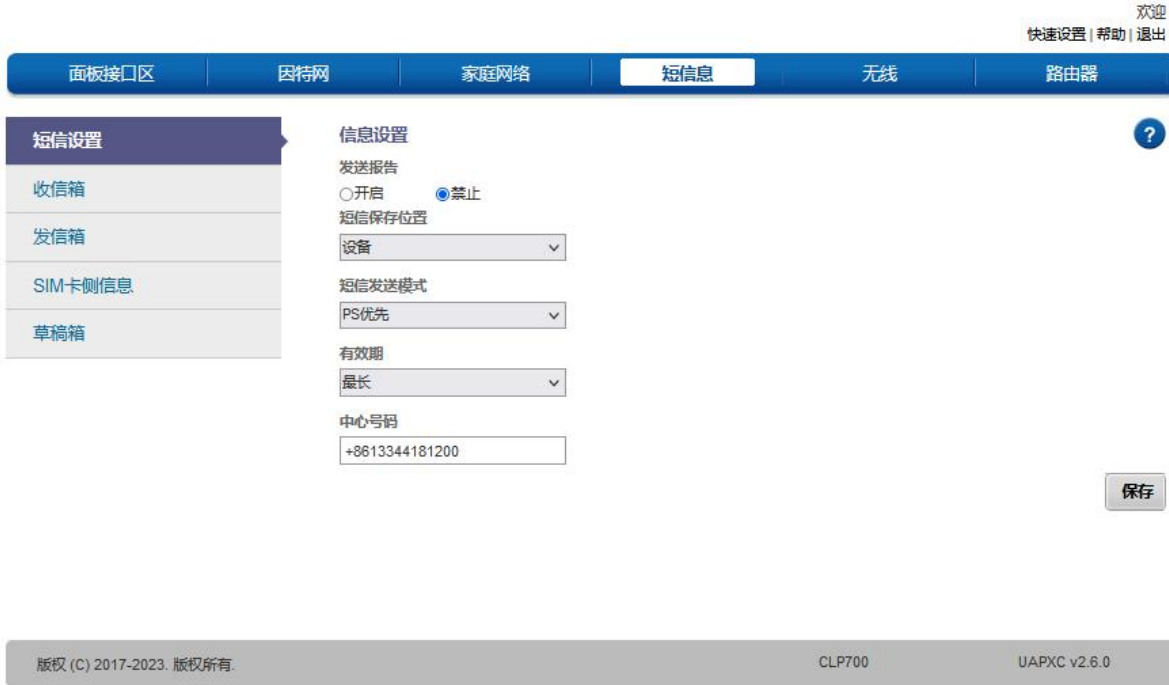 欢迎
快速设置 | 帮助 | 退出
面板接口区 因特网 家庭网络 短信息 无线 路由器
短信设置
收信箱
发信箱
SIM卡侧信息
草稿箱
信息设置
?
发送报告
开启 禁止
短信保存位置
设备
短信发送模式
PS优先
有效期
最长
中心号码
+8613344181200
保存
版权 (C) 2017-2023. 版权所有. CLP700 UAPXC v2.6.0